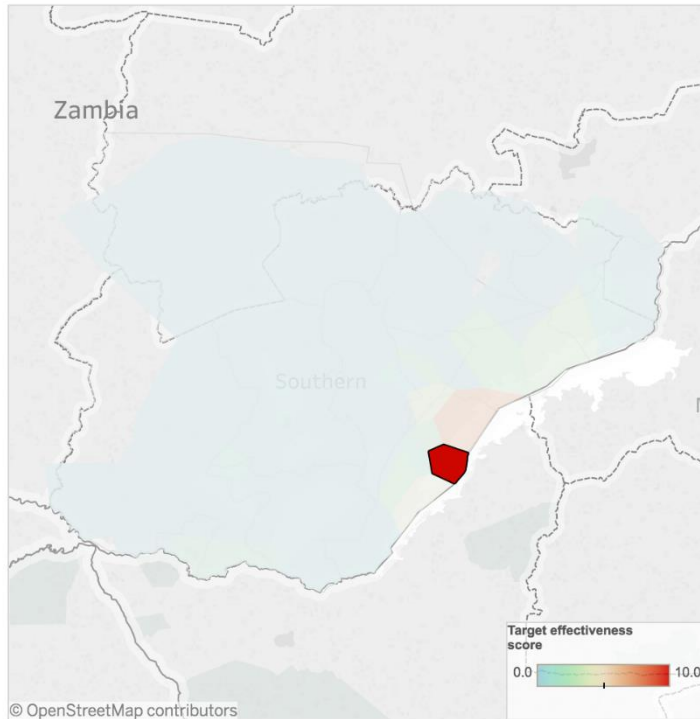 Zambia
Southern
Target effectiveness
score
0.0
10.0
© OpenStreetMap contributors